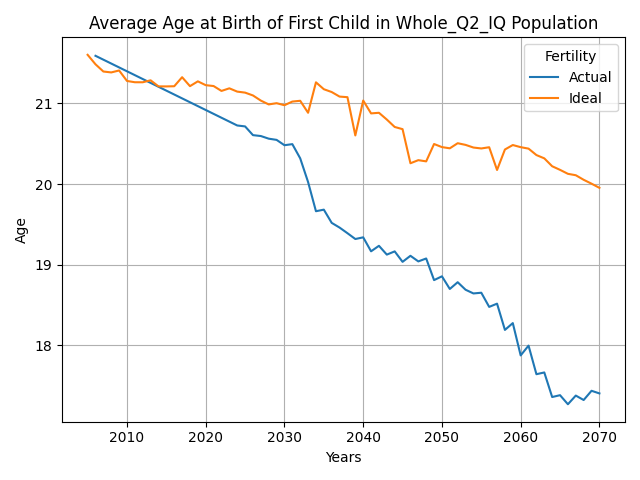 Average Age at Birth of First Child in Whole_Q2_IQ Population
Fertility
Actual
Ideal
Age
21
20
19
18
2010 2020 2030 2040 2050 2060 2070
Years